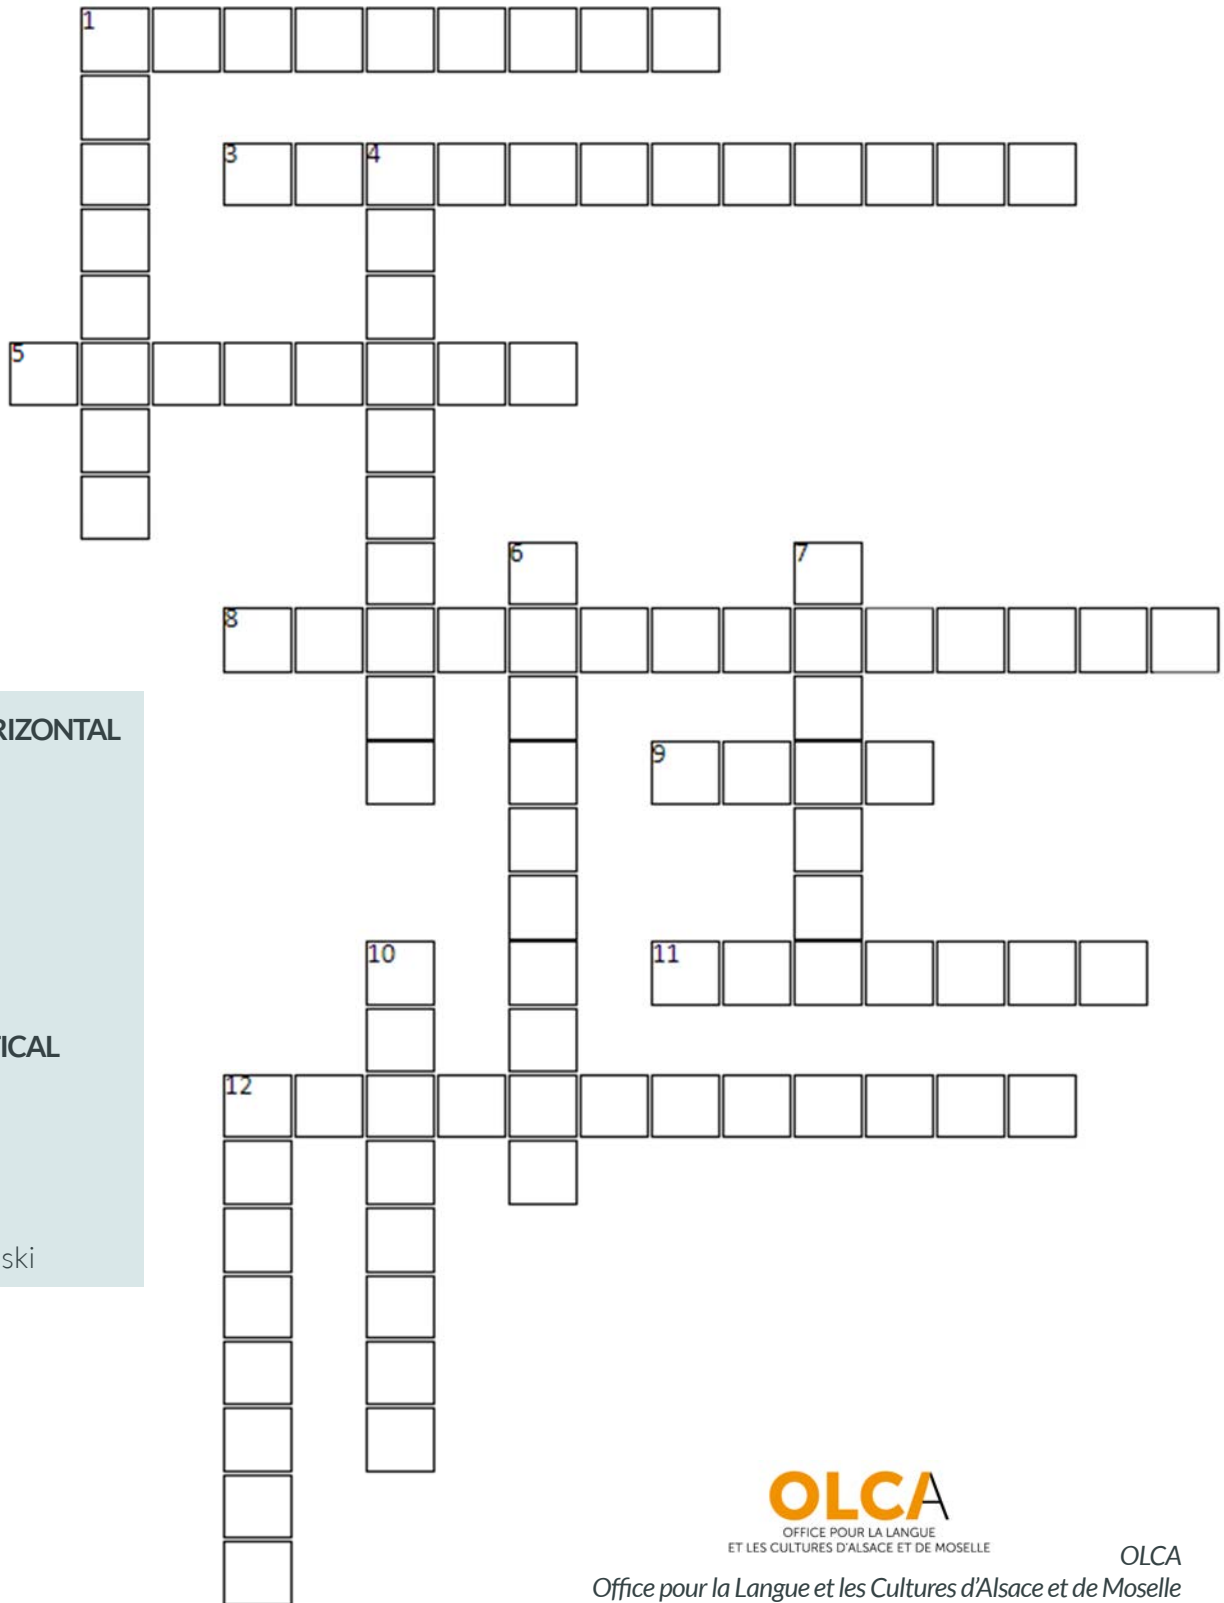 1
3 4
5
6 7
8
RIZONTAL
9
10 11
ICAL
12
ski
OLCA
OFFICE POUR LA LANGUE
ET LES CULTURES D'ALSACE ET DE MOSELLE
OLCA
Office pour la Langue et les Cultures d'Alsace et de Moselle